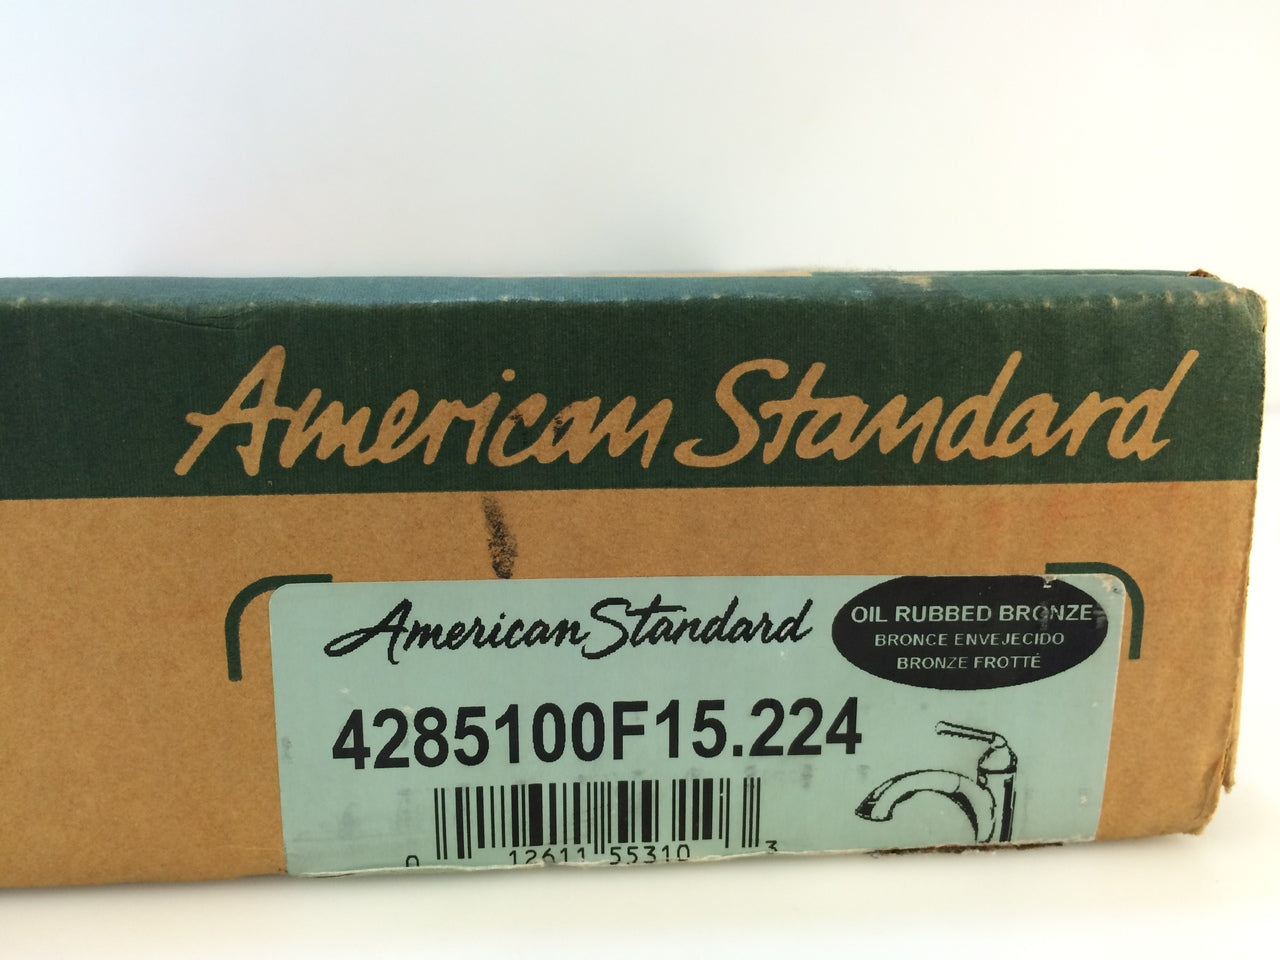 American Standard
American Standard
OIL RUBBED BRONZE
BRONCE ENVEJECIDO
BRONZE FROTTÉ
4285100F15.224
0 12611 55310 3